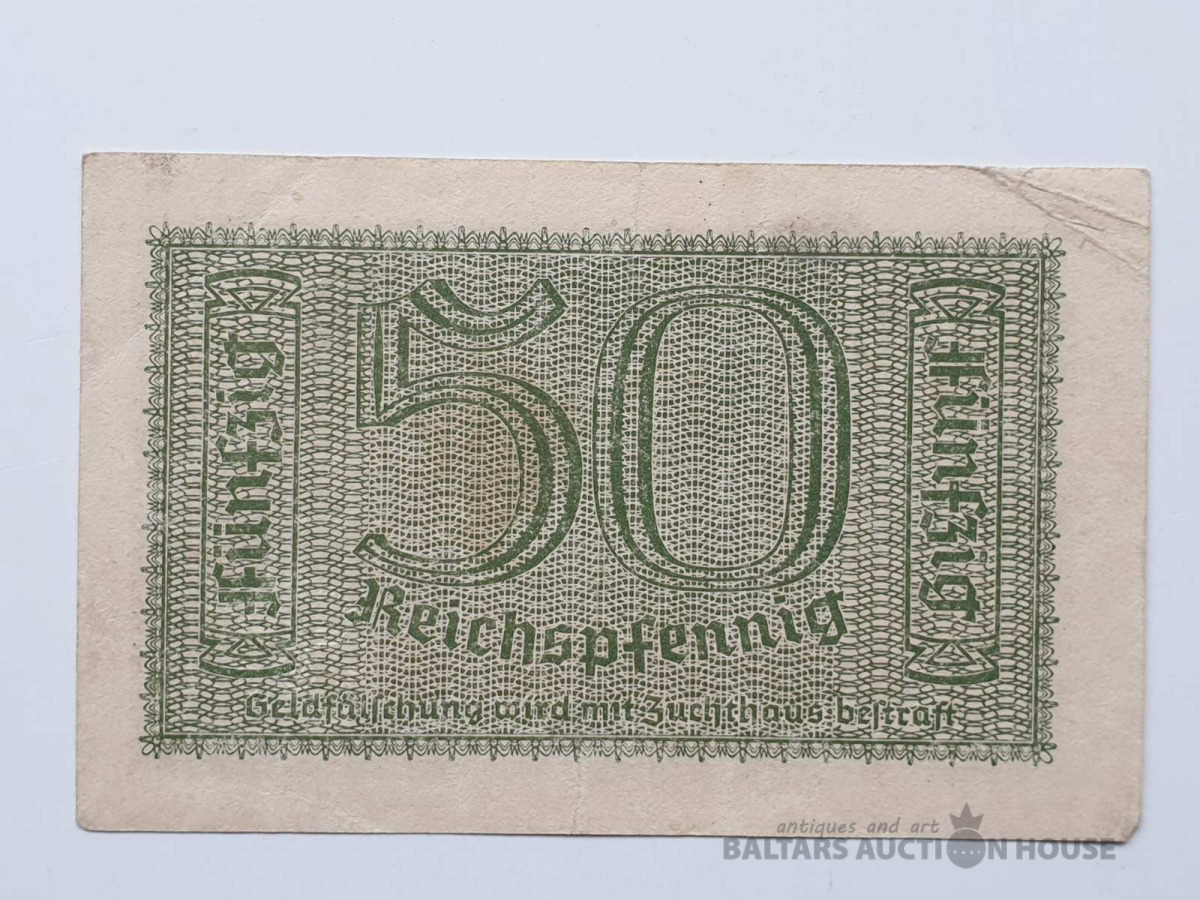 Fünfzig
50
Fünfzig
Reichspfennig
Geldfälschung wird mit Zuchthaus bestraft
antiques and art
BALTARS AUCTION HOUSE